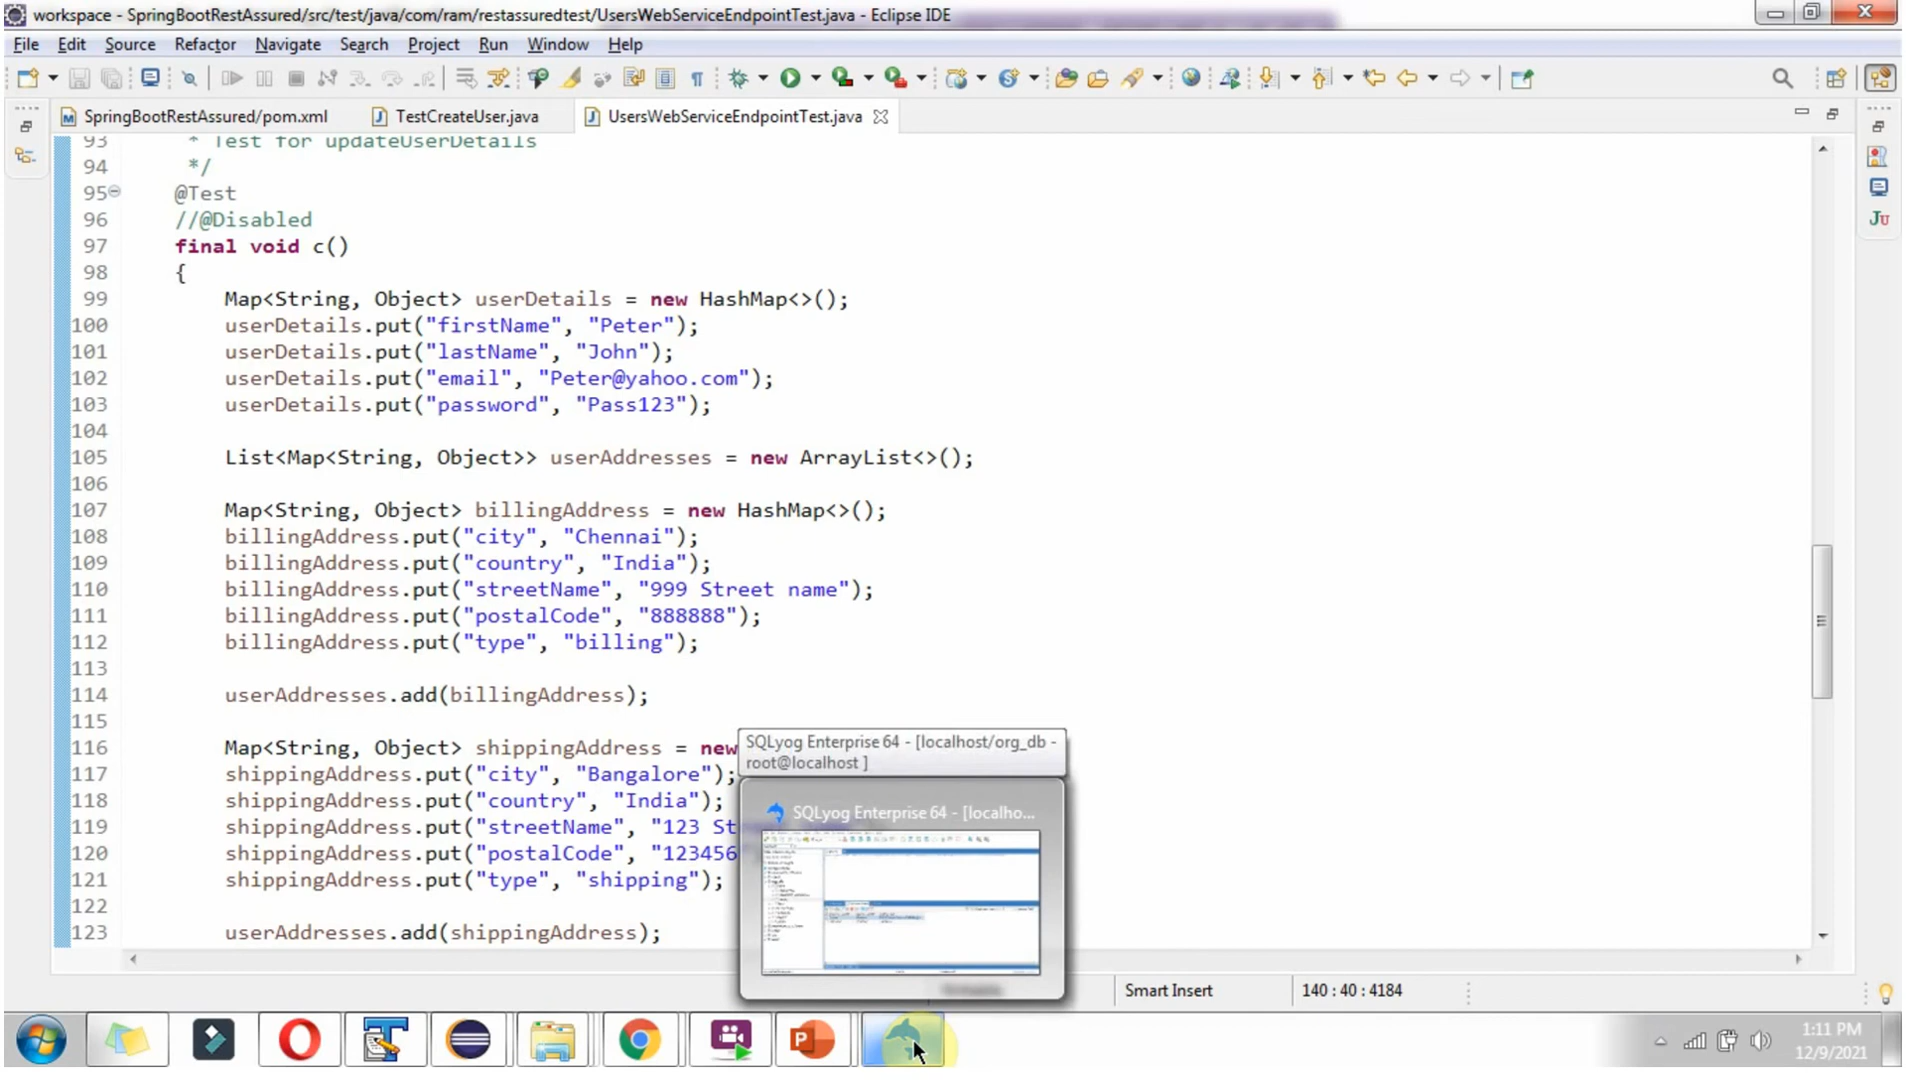 workspace - SpringBootRestAssured/src/test/java/com/ram/restassuredtest/UsersWebServiceEndpointTest.java - Eclipse IDE
File Edit Source Refactor Navigate Search Project Run Window Help
SpringBootRestAssured/pom.xml TestCreateUser.java UsersWebServiceEndpointTest.java
93 * Test for updateUserDetails
94 */
95 @Test
96 //@Disabled
97 final void c()
98 {
99 Map<String, Object> userDetails = new HashMap<>();
100 userDetails.put("firstName", "Peter");
101 userDetails.put("lastName", "John");
102 userDetails.put("email", "Peter@yahoo.com");
103 userDetails.put("password", "Pass123");
104
105 List<Map<String, Object>> userAddresses = new ArrayList<>();
106
107 Map<String, Object> billingAddress = new HashMap<>();
108 billingAddress.put("city", "Chennai");
109 billingAddress.put("country", "India");
110 billingAddress.put("streetName", "999 Street name");
111 billingAddress.put("postalCode", "888888");
112 billingAddress.put("type", "billing");
113
114 userAddresses.add(billingAddress);
115
116 Map<String, Object> shippingAddress = new
117 shippingAddress.put("city", "Bangalore");
118 shippingAddress.put("country", "India");
119 shippingAddress.put("streetName", "123 St
120 shippingAddress.put("postalCode", "123456
121 shippingAddress.put("type", "shipping");
122
123 userAddresses.add(shippingAddress);
SQLyog Enterprise 64 - [localhost/org_db -
root@localhost ]
SQLyog Enterprise 64 - [localho...
Smart Insert 140 : 40 : 4184
1:11 PM
12/9/2021